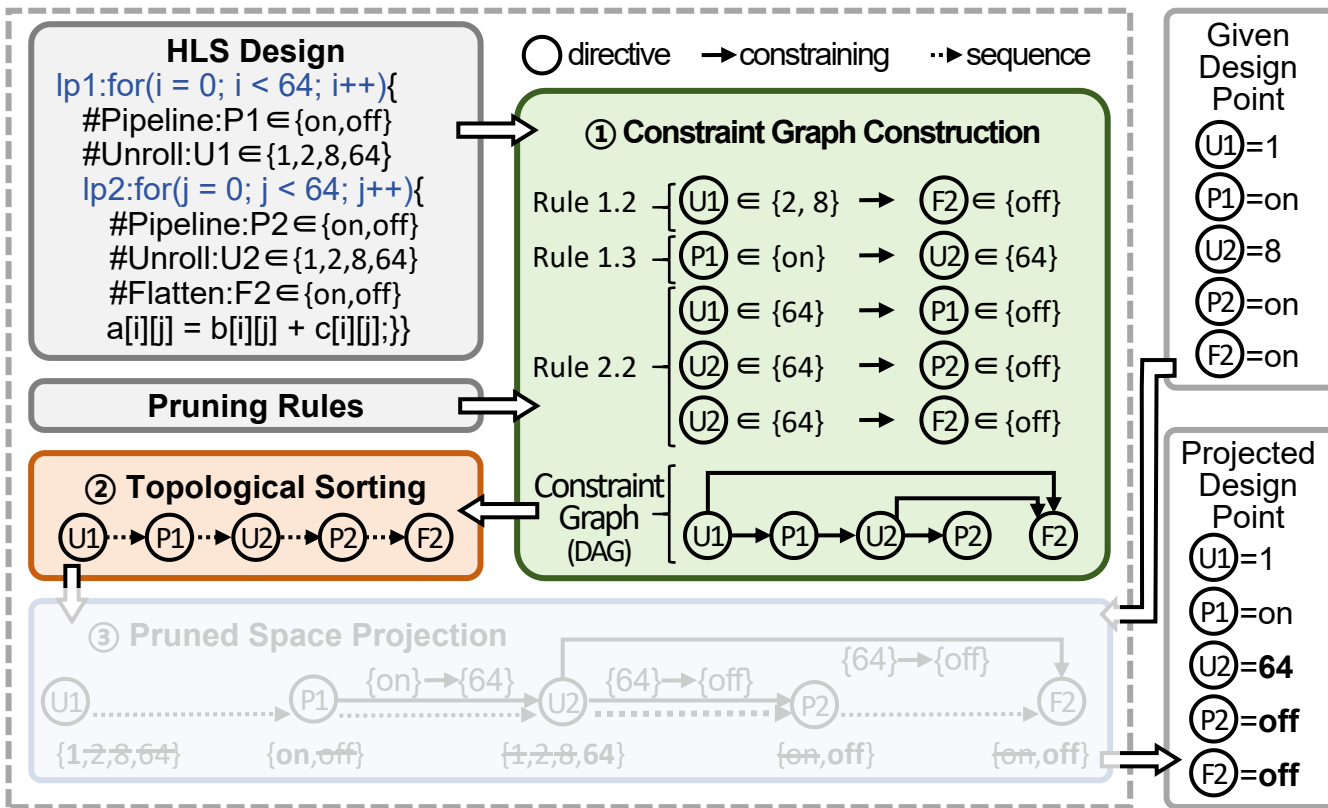 HLS Design
lp1:for(i = 0; i < 64; i++){
#Pipeline:P1∈{on,off}
#Unroll:U1∈{1,2,8,64}
lp2:for(j = 0; j < 64; j++){
#Pipeline:P2∈{on,off}
#Unroll:U2∈{1,2,8,64}
#Flatten:F2∈{on,off}
a[i][j] = b[i][j] + c[i][j];}}
Pruning Rules
directive
constraining
sequence
① Constraint Graph Construction
Rule 1.2 U1 ∈ {2, 8} → F2 ∈ {off}
Rule 1.3 P1 ∈ {on} → U2 ∈ {64}
U1 ∈ {64} → P1 ∈ {off}
Rule 2.2 U2 ∈ {64} → P2 ∈ {off}
U2 ∈ {64} → F2 ∈ {off}
Constraint
Graph
(DAG)
U1 P1 U2 P2 F2
② Topological Sorting
U1 P1 U2 P2 F2
③ Pruned Space Projection
{on}→{64} {64}→{off} {64}→{off}
U1 P1 U2 P2 F2
{1,2,8,64} {on,off} {1,2,8,64} {on,off} {on,off}
Given
Design
Point
U1=1
P1=on
U2=8
P2=on
F2=on
Projected
Design
Point
U1=1
P1=on
U2=64
P2=off
F2=off